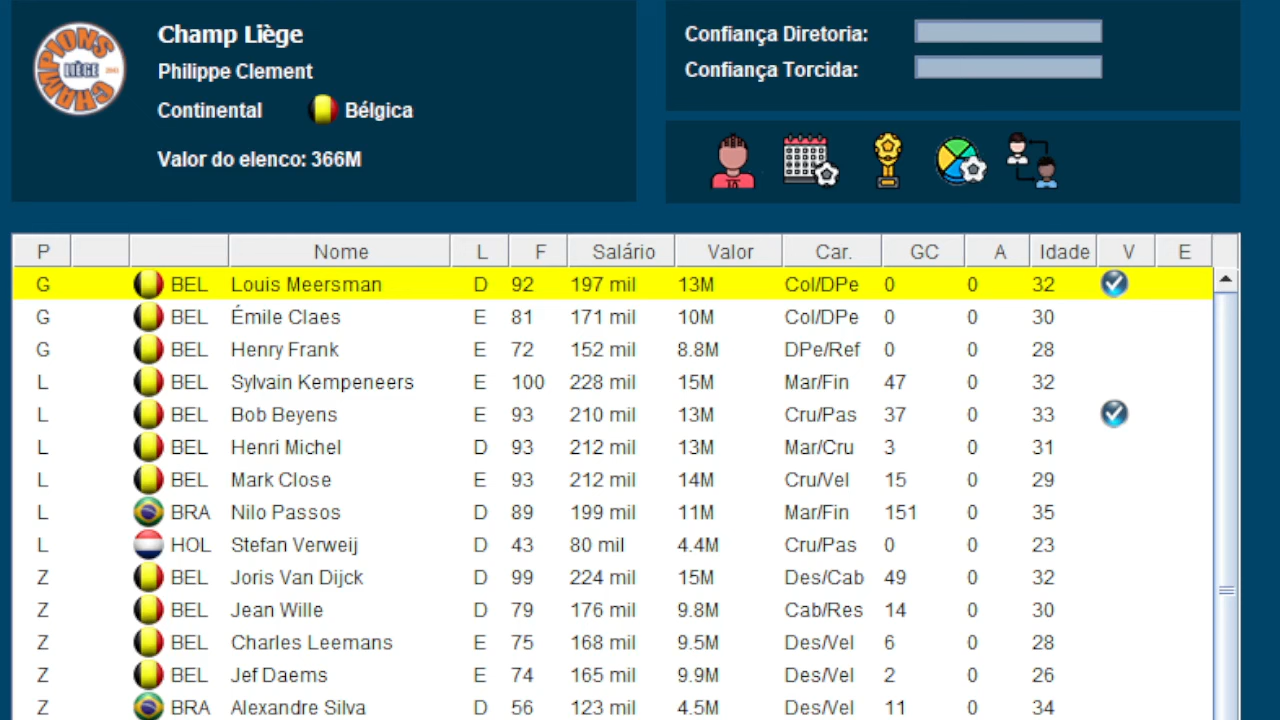 Champ Liège
Philippe Clement
Continental Bélgica
Valor do elenco: 366M
CHAMPIONS
LIÈGE
Confiança Diretoria:
Confiança Torcida:
P Nome L F Salário Valor Car. GC A Idade V E
G BEL Louis Meersman D 92 197 mil 13M Col/DPe 0 0 32
G BEL Émile Claes E 81 171 mil 10M Col/DPe 0 0 30
G BEL Henry Frank E 72 152 mil 8.8M DPe/Ref 0 0 28
L BEL Sylvain Kempeneers E 100 228 mil 15M Mar/Fin 47 0 32
L BEL Bob Beyens E 93 210 mil 13M Cru/Pas 37 0 33
L BEL Henri Michel D 93 212 mil 13M Mar/Cru 3 0 31
L BEL Mark Close E 93 212 mil 14M Cru/Vel 15 0 29
L BRA Nilo Passos D 89 199 mil 11M Mar/Fin 151 0 35
L HOL Stefan Verweij D 43 80 mil 4.4M Cru/Pas 0 0 23
Z BEL Joris Van Dijck D 99 224 mil 15M Des/Cab 49 0 32
Z BEL Jean Wille D 79 176 mil 9.8M Cab/Res 14 0 30
Z BEL Charles Leemans E 75 168 mil 9.5M Des/Vel 6 0 28
Z BEL Jef Daems E 74 165 mil 9.9M Des/Vel 2 0 26
Z BRA Alexandre Silva D 56 123 mil 4.5M Des/Vel 11 0 34